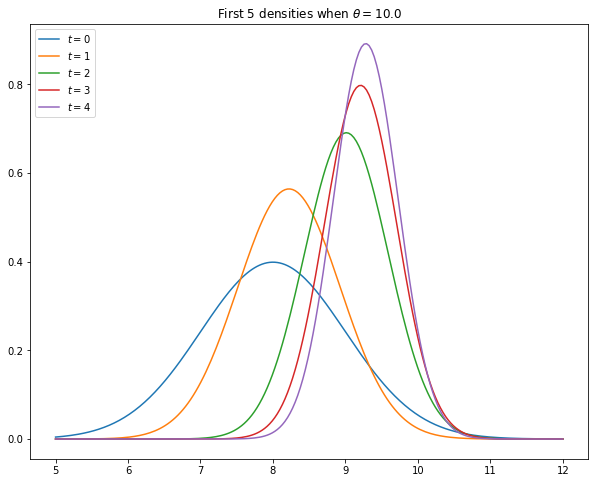 First 5 densities when θ = 10.0
t = 0
t = 1
t = 2
t = 3
t = 4
0.8
0.6
0.4
0.2
0.0
5 6 7 8 9 10 11 12